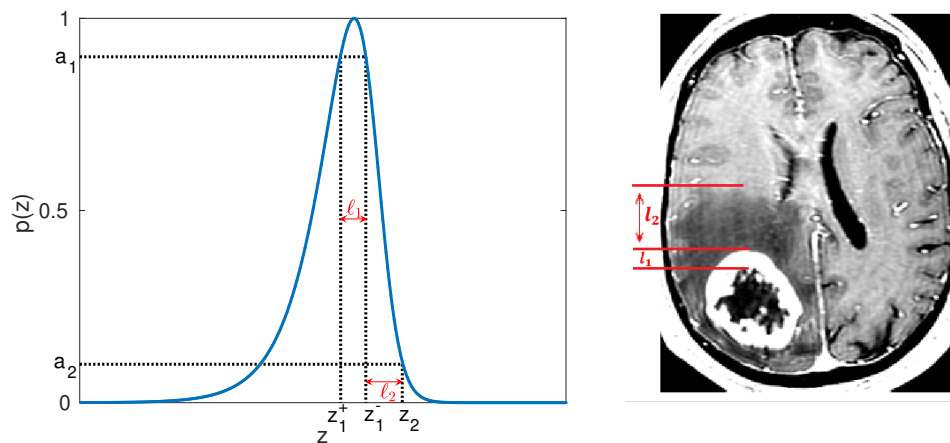 1
a₁
ℓ₁
0.5
p(z)
a₂
ℓ₂
0
z₁⁺ z₁⁻ z₂
z
l₂
l₁